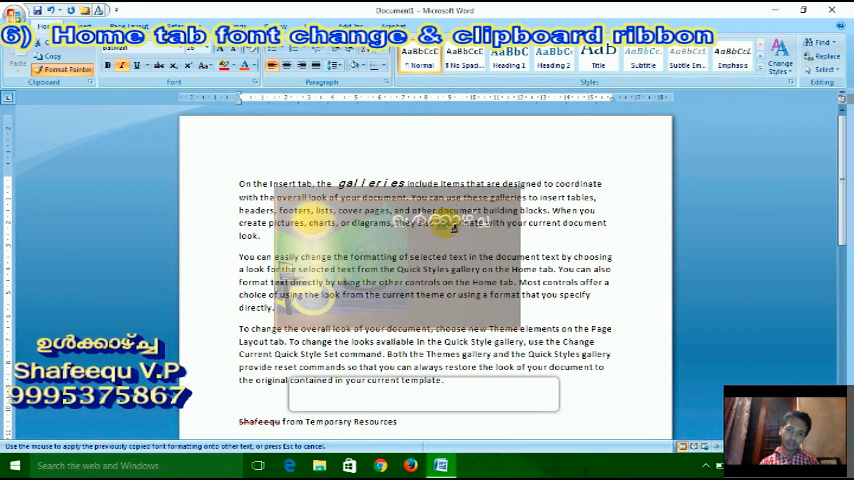 Document1 - Microsoft Word
6) Home tab font change & clipboard ribbon
Copy
Paste
Format Painter
Clipboard
Font
Paragraph
AaBbCcD
¶ Normal
¶ No Spaci...
Heading 1
Heading 2
Title
Subtitle
Subtle Em...
Emphasis
Change
Styles
Styles
Find
Replace
Select
Editing
On the Insert tab, the galleries include items that are designed to coordinate
with the overall look of your document. You can use these galleries to insert tables,
headers, footers, lists, cover pages, and other document building blocks. When you
create pictures, charts, or diagrams, they also coordinate with your current document
look.
You can easily change the formatting of selected text in the document text by choosing
a look for the selected text from the Quick Styles gallery on the Home tab. You can also
format text directly by using the other controls on the Home tab. Most controls offer a
choice of using the look from the current theme or using a format that you specify
directly.
To change the overall look of your document, choose new Theme elements on the Page
Layout tab. To change the looks available in the Quick Style gallery, use the Change
Current Quick Style Set command. Both the Themes gallery and the Quick Styles gallery
provide reset commands so that you can always restore the look of your document to
the original contained in your current template.
Shafeequ from Temporary Resources
ഉൾക്കാഴ്ച്ച
Shafeequ V.P
9995375867
Use the mouse to apply the previously copied font formatting onto other text, or press Esc to cancel.
Search the web and Windows